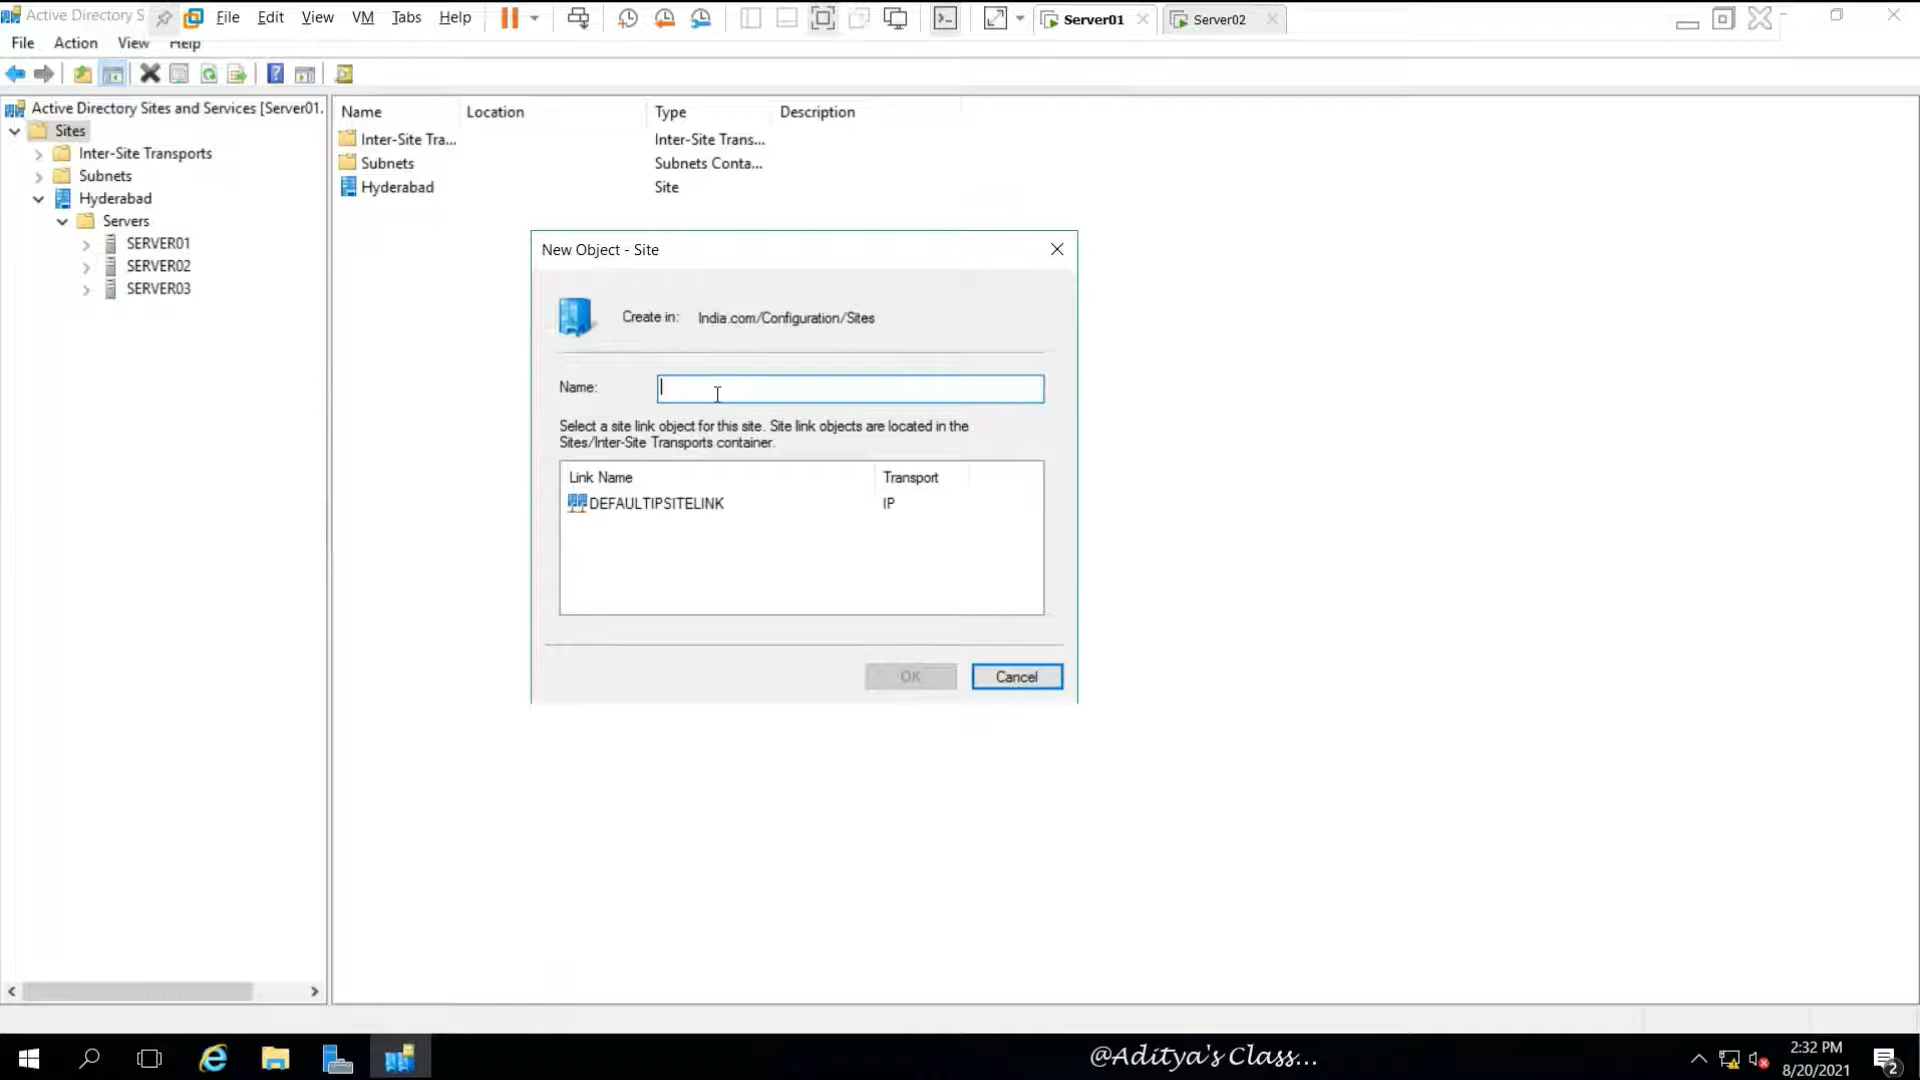 Active Directory S
File Edit View VM Tabs Help
Server01
Server02
File Action View Help
Active Directory Sites and Services [Server01.
Sites
Inter-Site Transports
Subnets
Hyderabad
Servers
SERVER01
SERVER02
SERVER03
Name Location Type Description
Inter-Site Tra... Inter-Site Trans...
Subnets Subnets Conta...
Hyderabad Site
New Object - Site
Create in: India.com/Configuration/Sites
Name:
Select a site link object for this site. Site link objects are located in the
Sites/Inter-Site Transports container.
Link Name Transport
DEFAULTIPSITELINK IP
OK Cancel
@Aditya's Class...
2:32 PM
8/20/2021
2